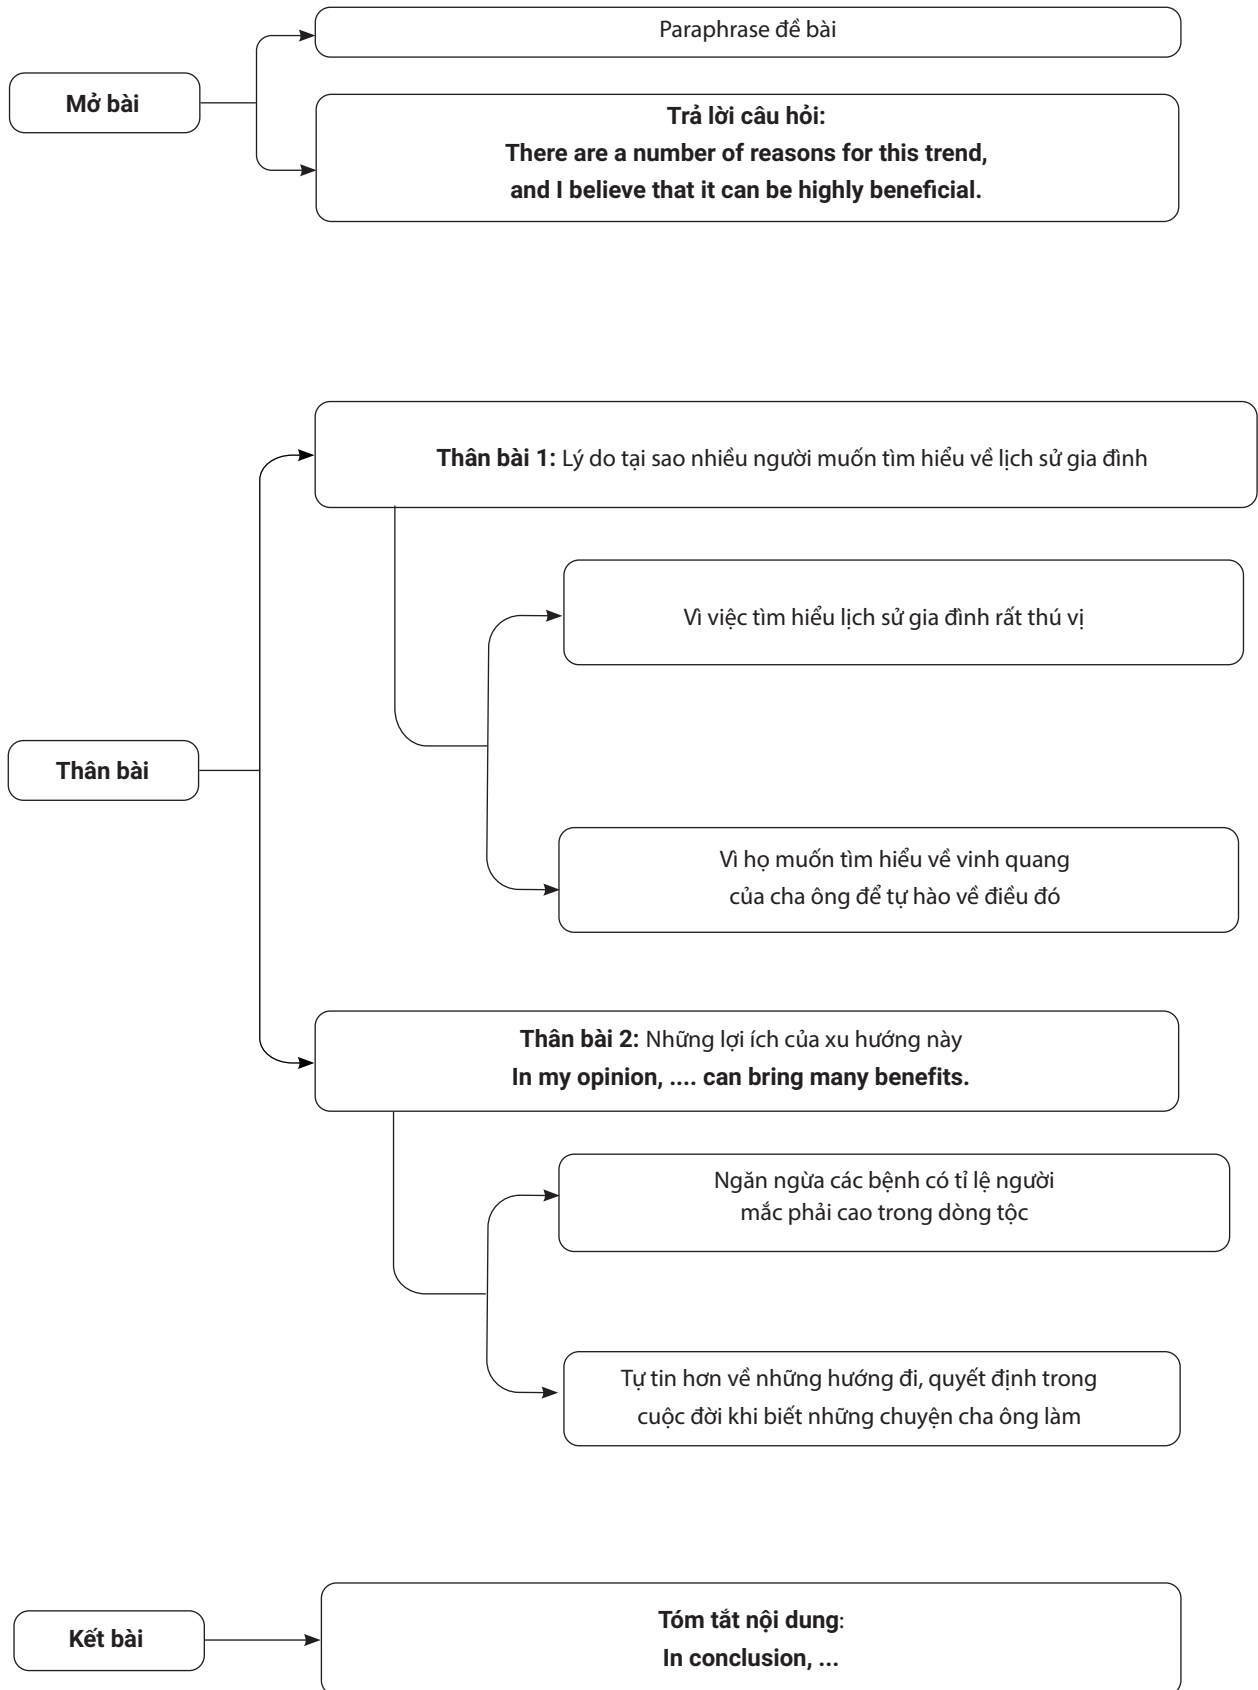 Paraphrase đề bài
Mở bài
Trả lời câu hỏi:
There are a number of reasons for this trend,
and I believe that it can be highly beneficial.
Thân bài 1: Lý do tại sao nhiều người muốn tìm hiểu về lịch sử gia đình
Vì việc tìm hiểu lịch sử gia đình rất thú vị
Thân bài
Vì họ muốn tìm hiểu về vinh quang
của cha ông để tự hào về điều đó
Thân bài 2: Những lợi ích của xu hướng này
In my opinion, .... can bring many benefits.
Ngăn ngừa các bệnh có tỉ lệ người
mắc phải cao trong dòng tộc
Tự tin hơn về những hướng đi, quyết định trong
cuộc đời khi biết những chuyện cha ông làm
Kết bài
Tóm tắt nội dung:
In conclusion, ...